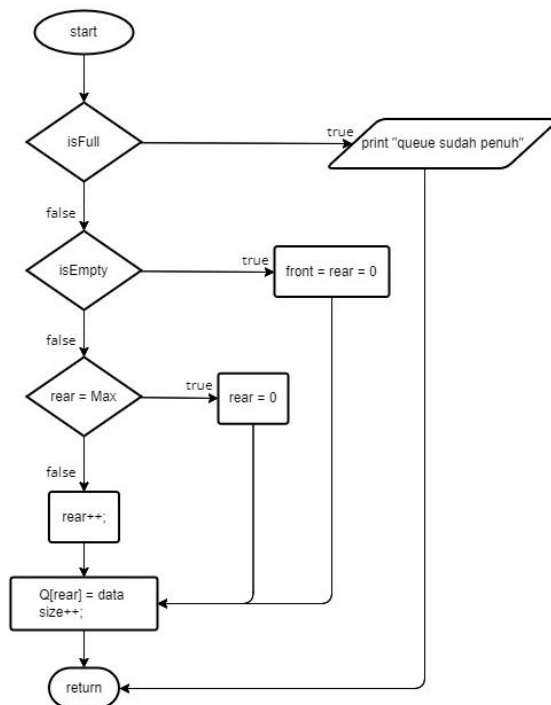 start
isFull
true
print "queue sudah penuh"
false
isEmpty
true
front = rear = 0
false
rear = Max
true
rear = 0
false
rear++;
Q[rear] = data
size++;
return